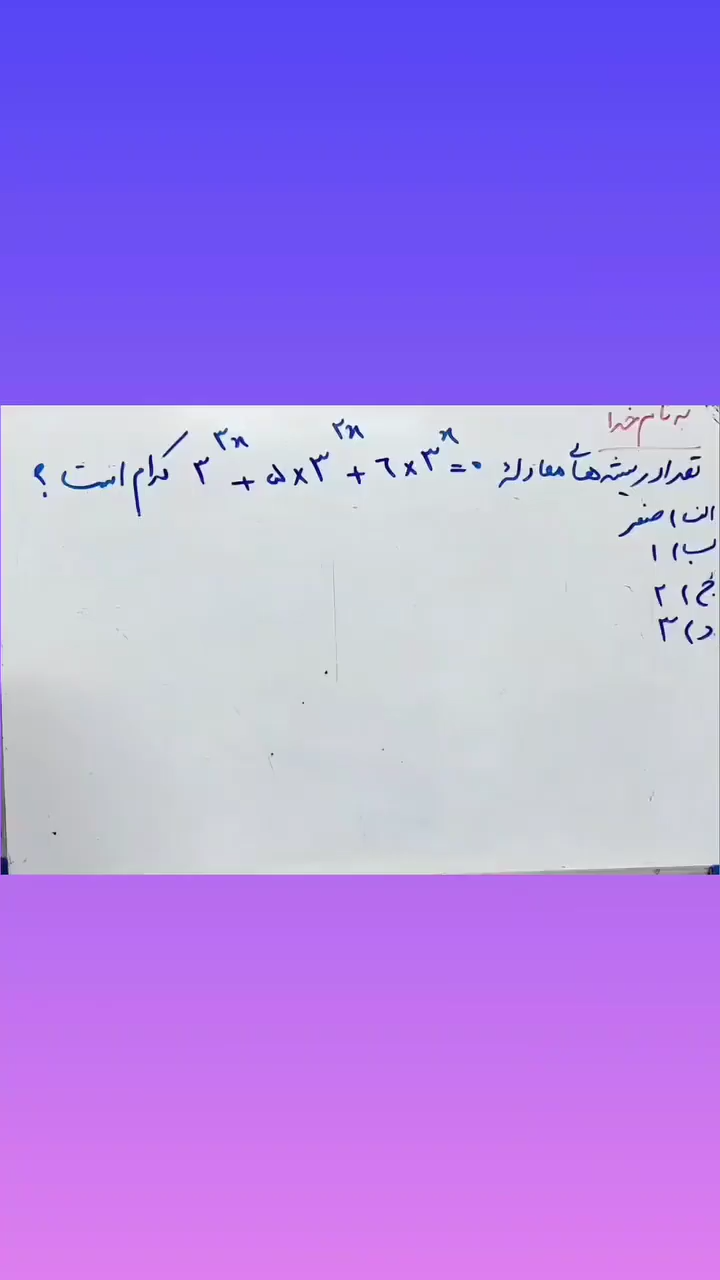 به نام خدا
تعداد ریشه‌های معادلهٔ ۳^۳x + ۵×۳^۲x + ۶×۳^x = ۰ کدام است؟
الف) صفر
ب) ۱
ج) ۲
د) ۳